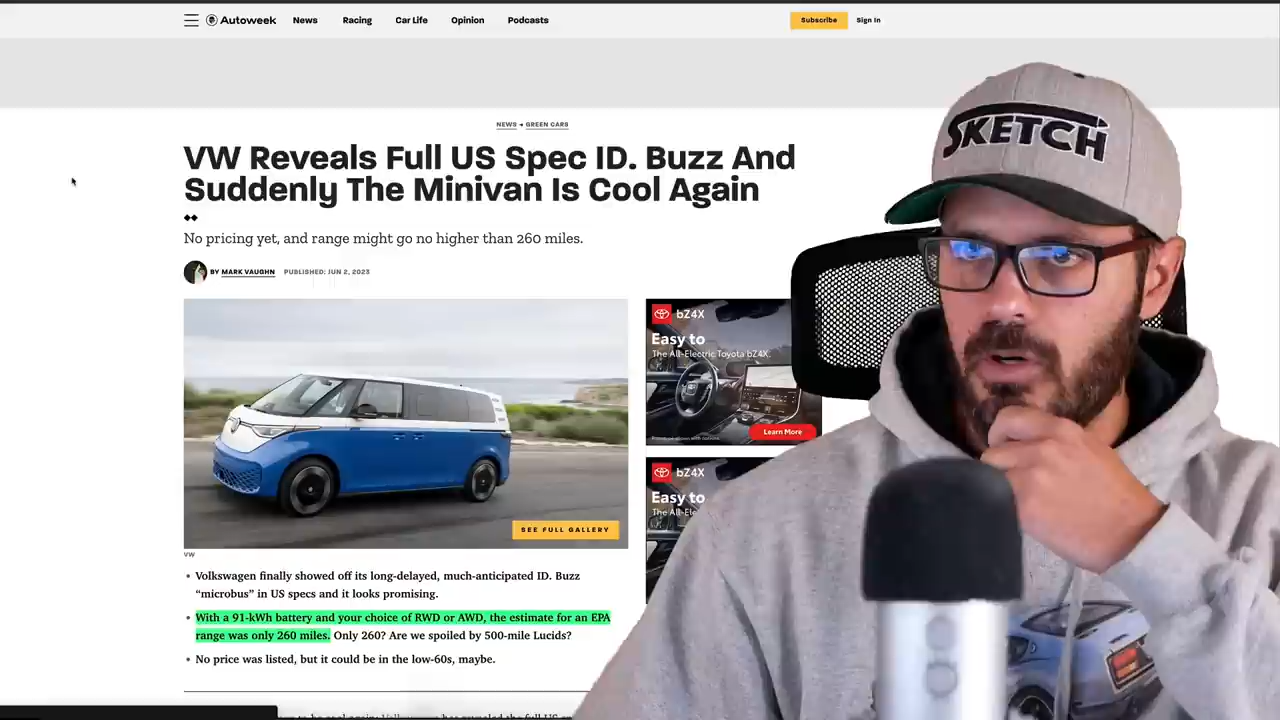 Autoweek
News
Racing
Car Life
Opinion
Podcasts
Subscribe
Sign In
NEWS
GREEN CARS
VW Reveals Full US Spec ID. Buzz And
Suddenly The Minivan Is Cool Again
No pricing yet, and range might go no higher than 260 miles.
BY MARK VAUGHN PUBLISHED: JUN 2, 2023
SEE FULL GALLERY
VW
bZ4X
Easy to
The All-Electric Toyota bZ4X.
Learn More
bZ4X
Easy to
The All-Ele
• Volkswagen finally showed off its long-delayed, much-anticipated ID. Buzz
“microbus” in US specs and it looks promising.
• With a 91-kWh battery and your choice of RWD or AWD, the estimate for an EPA
range was only 260 miles. Only 260? Are we spoiled by 500-mile Lucids?
• No price was listed, but it could be in the low-60s, maybe.
SKETCH